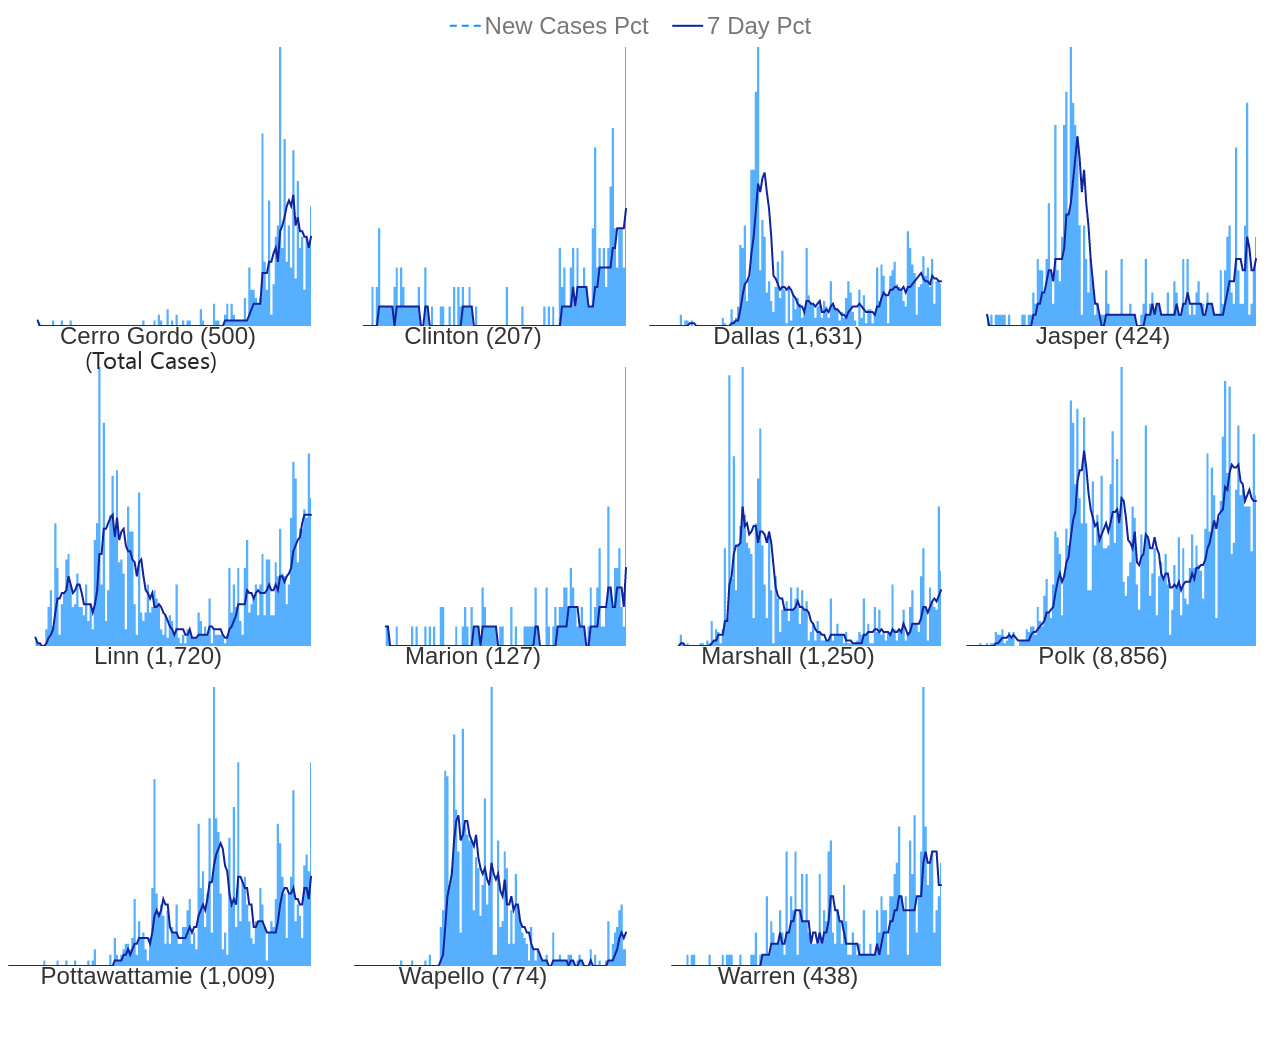 New Cases Pct 7 Day Pct
Cerro Gordo (500)
(Total Cases)
Clinton (207)
Dallas (1,631)
Jasper (424)
Linn (1,720)
Marion (127)
Marshall (1,250)
Polk (8,856)
Pottawattamie (1,009)
Wapello (774)
Warren (438)